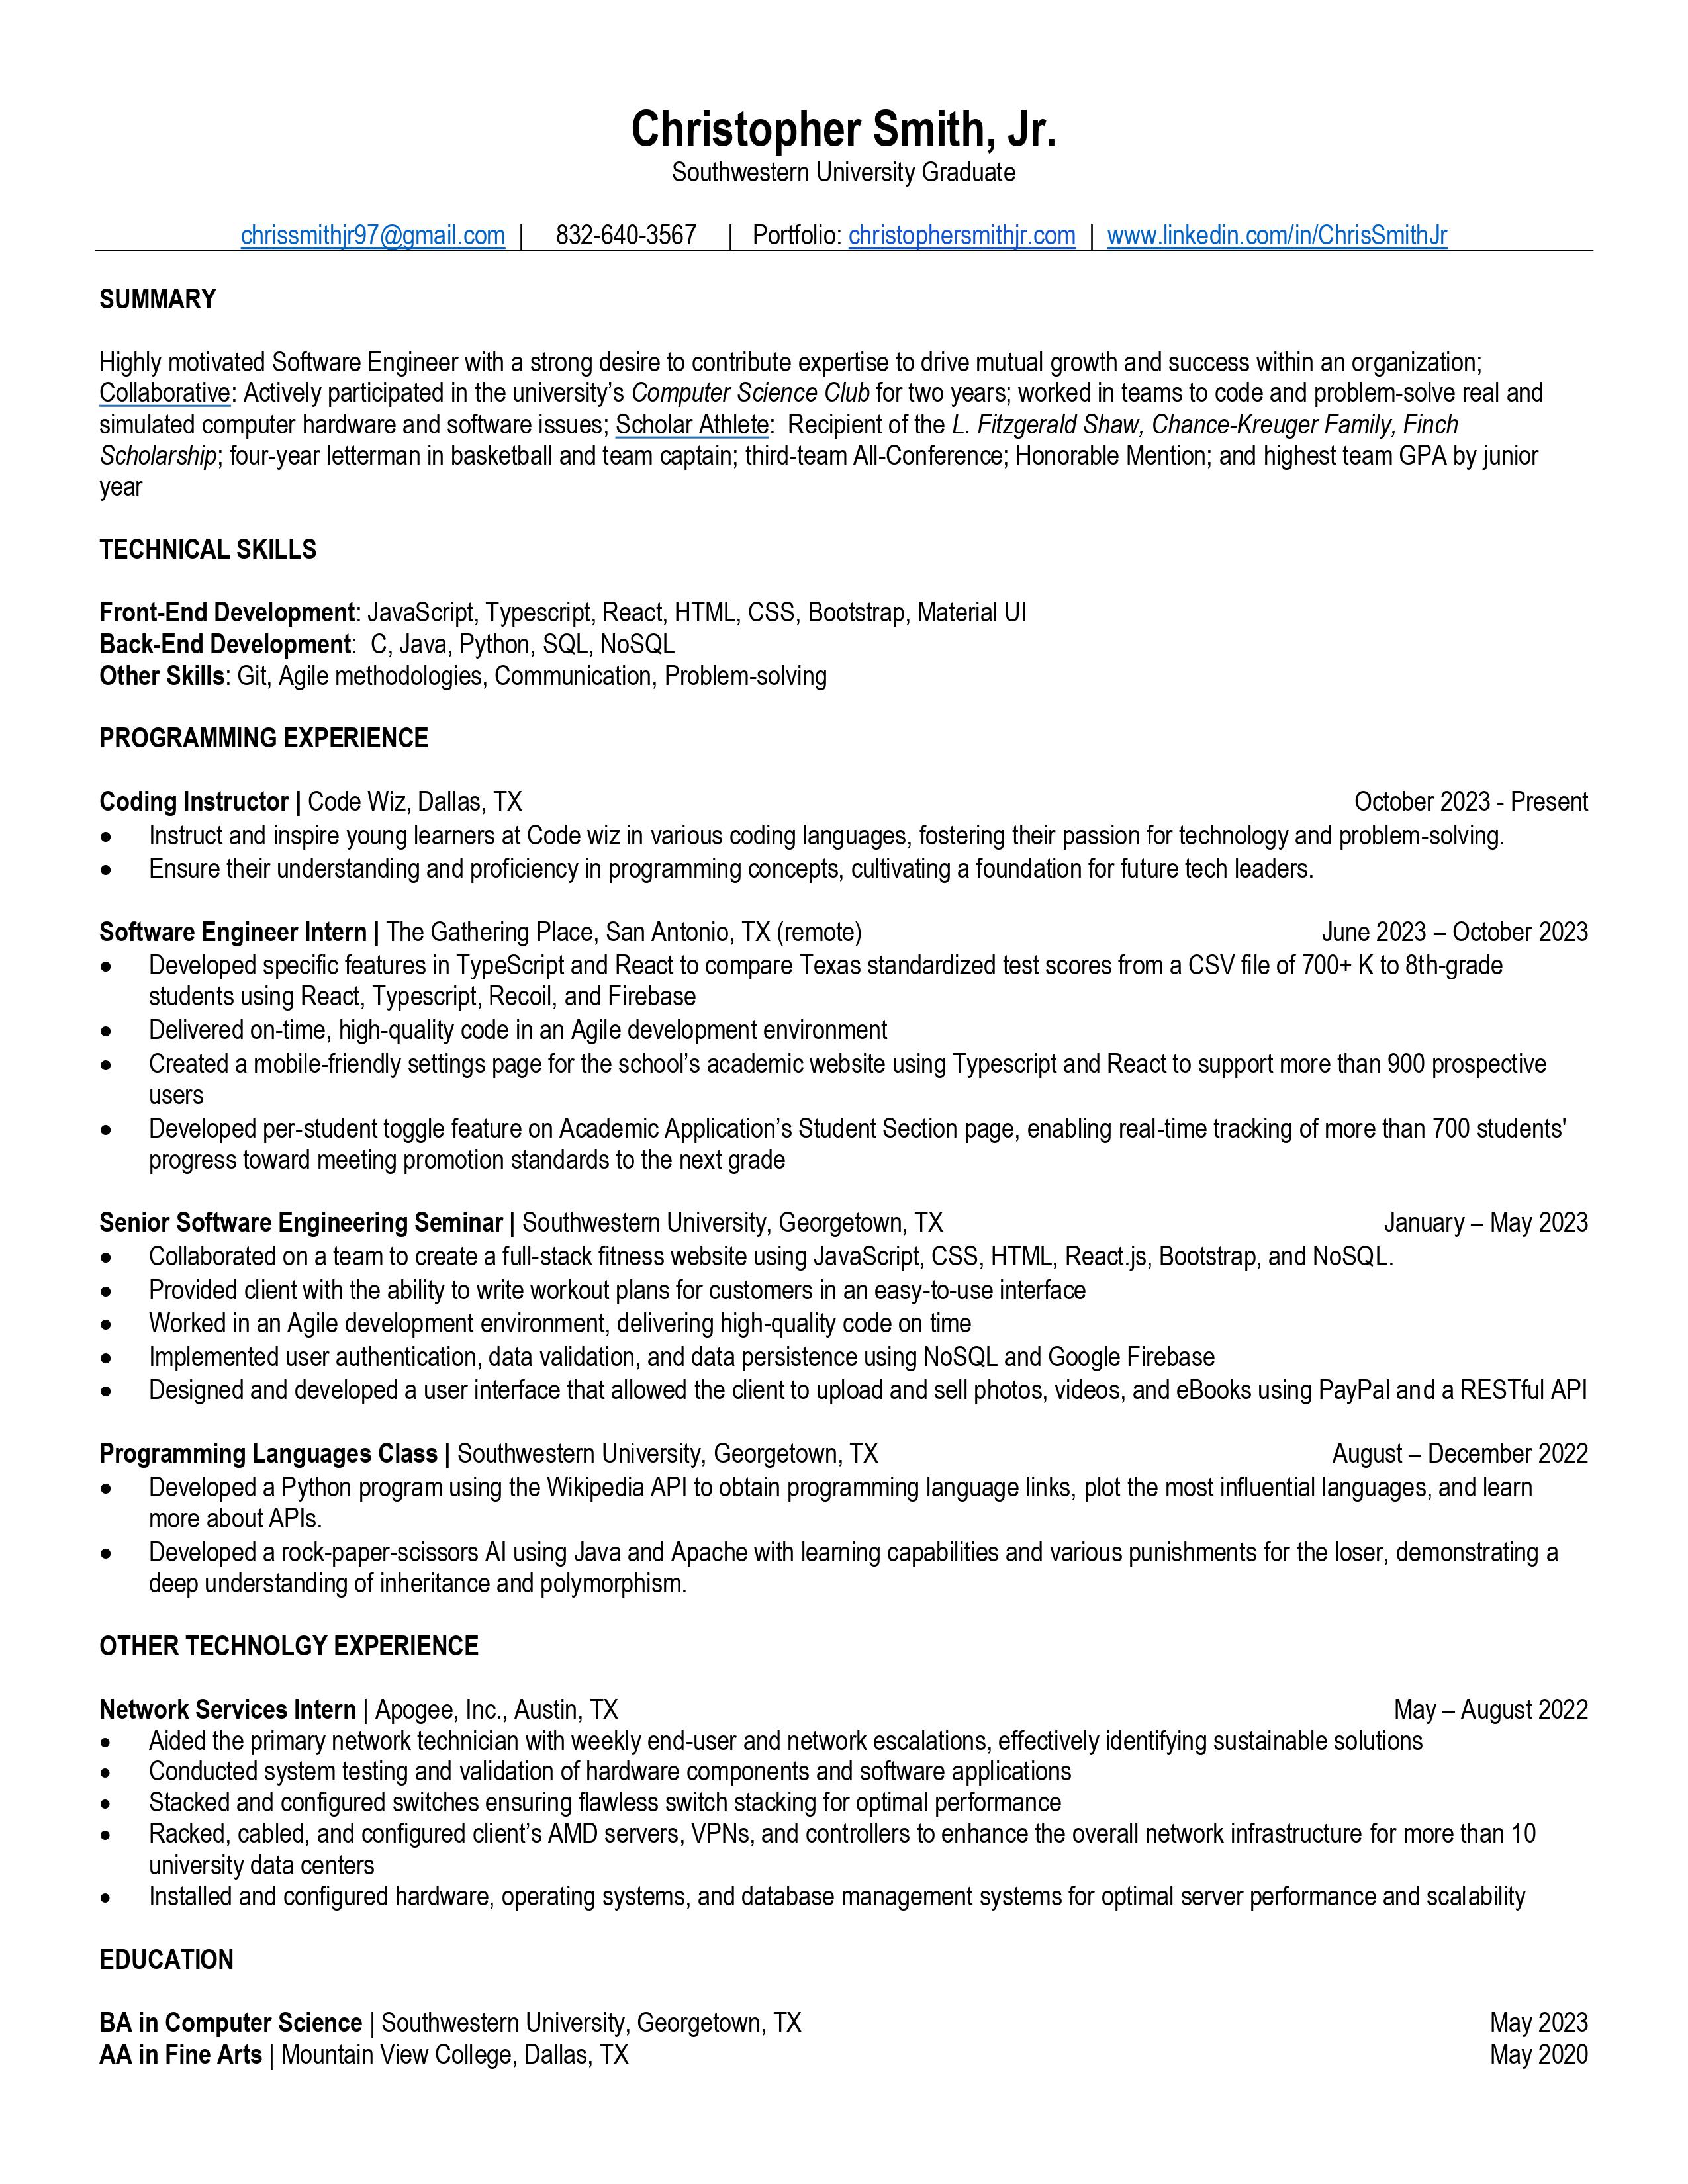 Christopher Smith, Jr.
Southwestern University Graduate
chrissmithjr97@gmail.com | 832-640-3567 | Portfolio: christophersmithjr.com | www.linkedin.com/in/ChrisSmithJr
SUMMARY
Highly motivated Software Engineer with a strong desire to contribute expertise to drive mutual growth and success within an organization;
Collaborative: Actively participated in the university’s Computer Science Club for two years; worked in teams to code and problem-solve real and
simulated computer hardware and software issues; Scholar Athlete: Recipient of the L. Fitzgerald Shaw, Chance-Kreuger Family, Finch
Scholarship; four-year letterman in basketball and team captain; third-team All-Conference; Honorable Mention; and highest team GPA by junior
year
TECHNICAL SKILLS
Front-End Development: JavaScript, Typescript, React, HTML, CSS, Bootstrap, Material UI
Back-End Development: C, Java, Python, SQL, NoSQL
Other Skills: Git, Agile methodologies, Communication, Problem-solving
PROGRAMMING EXPERIENCE
Coding Instructor | Code Wiz, Dallas, TX October 2023 - Present
• Instruct and inspire young learners at Code wiz in various coding languages, fostering their passion for technology and problem-solving.
• Ensure their understanding and proficiency in programming concepts, cultivating a foundation for future tech leaders.
Software Engineer Intern | The Gathering Place, San Antonio, TX (remote) June 2023 – October 2023
• Developed specific features in TypeScript and React to compare Texas standardized test scores from a CSV file of 700+ K to 8th-grade
students using React, Typescript, Recoil, and Firebase
• Delivered on-time, high-quality code in an Agile development environment
• Created a mobile-friendly settings page for the school’s academic website using Typescript and React to support more than 900 prospective
users
• Developed per-student toggle feature on Academic Application’s Student Section page, enabling real-time tracking of more than 700 students'
progress toward meeting promotion standards to the next grade
Senior Software Engineering Seminar | Southwestern University, Georgetown, TX January – May 2023
• Collaborated on a team to create a full-stack fitness website using JavaScript, CSS, HTML, React.js, Bootstrap, and NoSQL.
• Provided client with the ability to write workout plans for customers in an easy-to-use interface
• Worked in an Agile development environment, delivering high-quality code on time
• Implemented user authentication, data validation, and data persistence using NoSQL and Google Firebase
• Designed and developed a user interface that allowed the client to upload and sell photos, videos, and eBooks using PayPal and a RESTful API
Programming Languages Class | Southwestern University, Georgetown, TX August – December 2022
• Developed a Python program using the Wikipedia API to obtain programming language links, plot the most influential languages, and learn
more about APIs.
• Developed a rock-paper-scissors AI using Java and Apache with learning capabilities and various punishments for the loser, demonstrating a
deep understanding of inheritance and polymorphism.
OTHER TECHNOLGY EXPERIENCE
Network Services Intern | Apogee, Inc., Austin, TX May – August 2022
• Aided the primary network technician with weekly end-user and network escalations, effectively identifying sustainable solutions
• Conducted system testing and validation of hardware components and software applications
• Stacked and configured switches ensuring flawless switch stacking for optimal performance
• Racked, cabled, and configured client’s AMD servers, VPNs, and controllers to enhance the overall network infrastructure for more than 10
university data centers
• Installed and configured hardware, operating systems, and database management systems for optimal server performance and scalability
EDUCATION
BA in Computer Science | Southwestern University, Georgetown, TX May 2023
AA in Fine Arts | Mountain View College, Dallas, TX May 2020